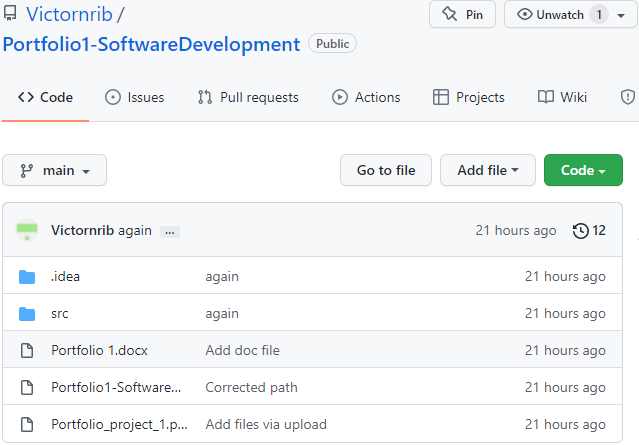 Victornrib /
Pin
Unwatch 1
Portfolio1-SoftwareDevelopment Public
Code Issues Pull requests Actions Projects Wiki
main Go to file Add file Code
Victornrib again ... 21 hours ago 12
.idea again 21 hours ago
src again 21 hours ago
Portfolio 1.docx Add doc file 21 hours ago
Portfolio1-Software... Corrected path 21 hours ago
Portfolio_project_1.p... Add files via upload 21 hours ago